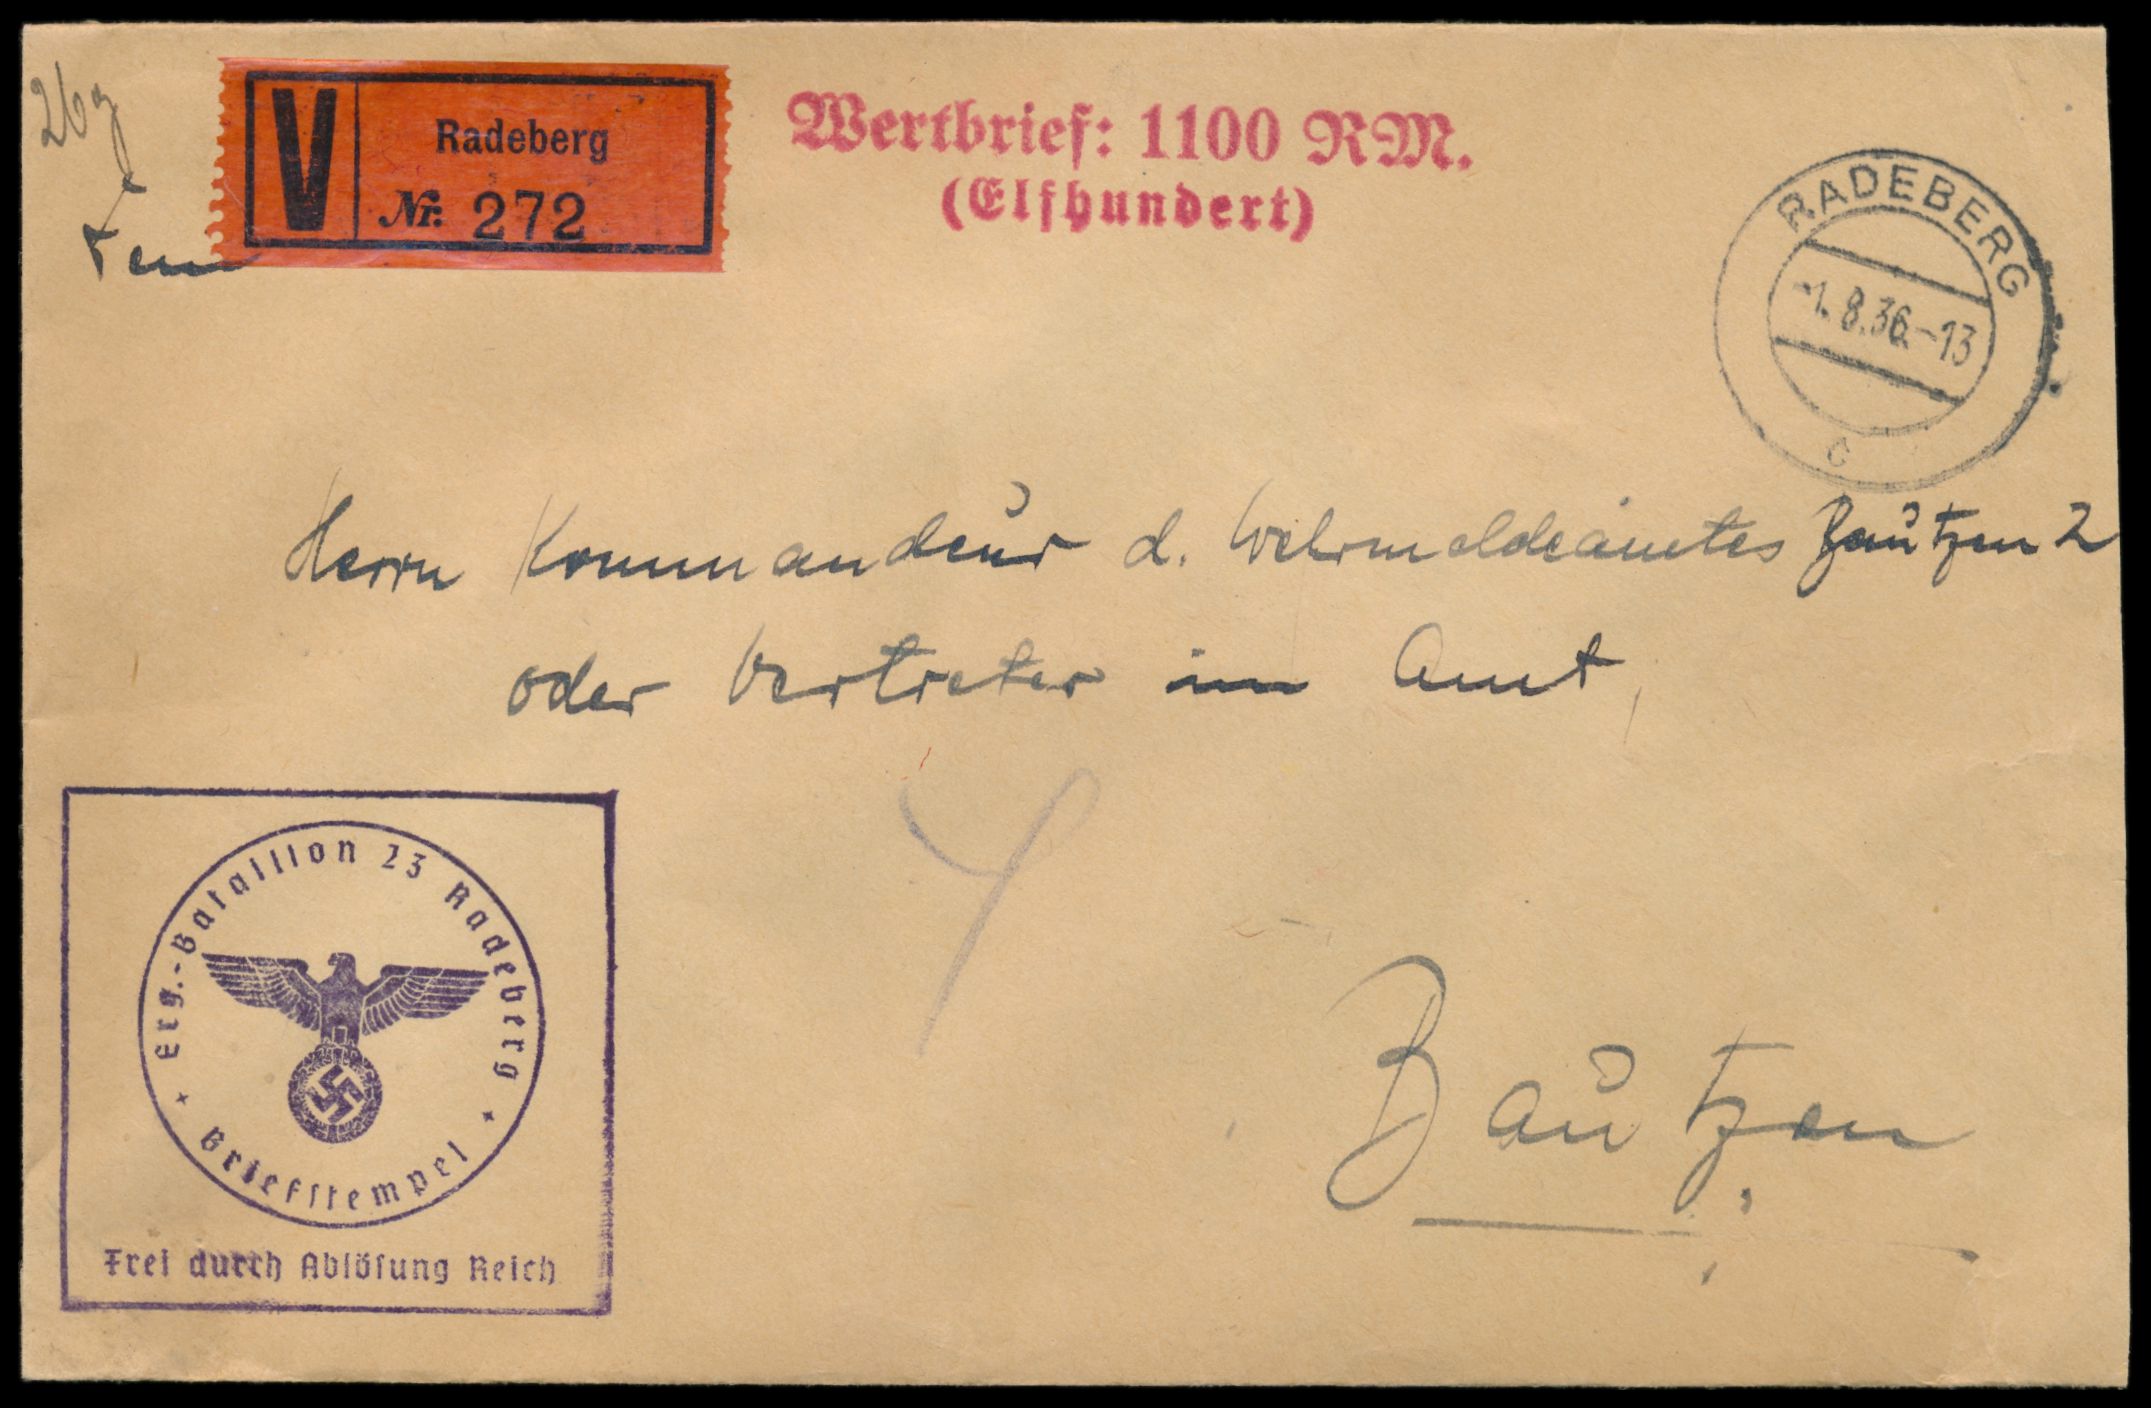 26 g
V Radeberg
Nr. 272
Wertbrief: 1100 RM.
(Elfhundert)
RADEBERG
-1.8.36.-13
c
Herrn Kommandeur d. Wehrmeldeamtes Bautzen 2
oder Vertreter im Amt,
Bautzen
Erg.-Bataillon 23 Radeberg
Briefstempel
Frei durch Ablösung Reich